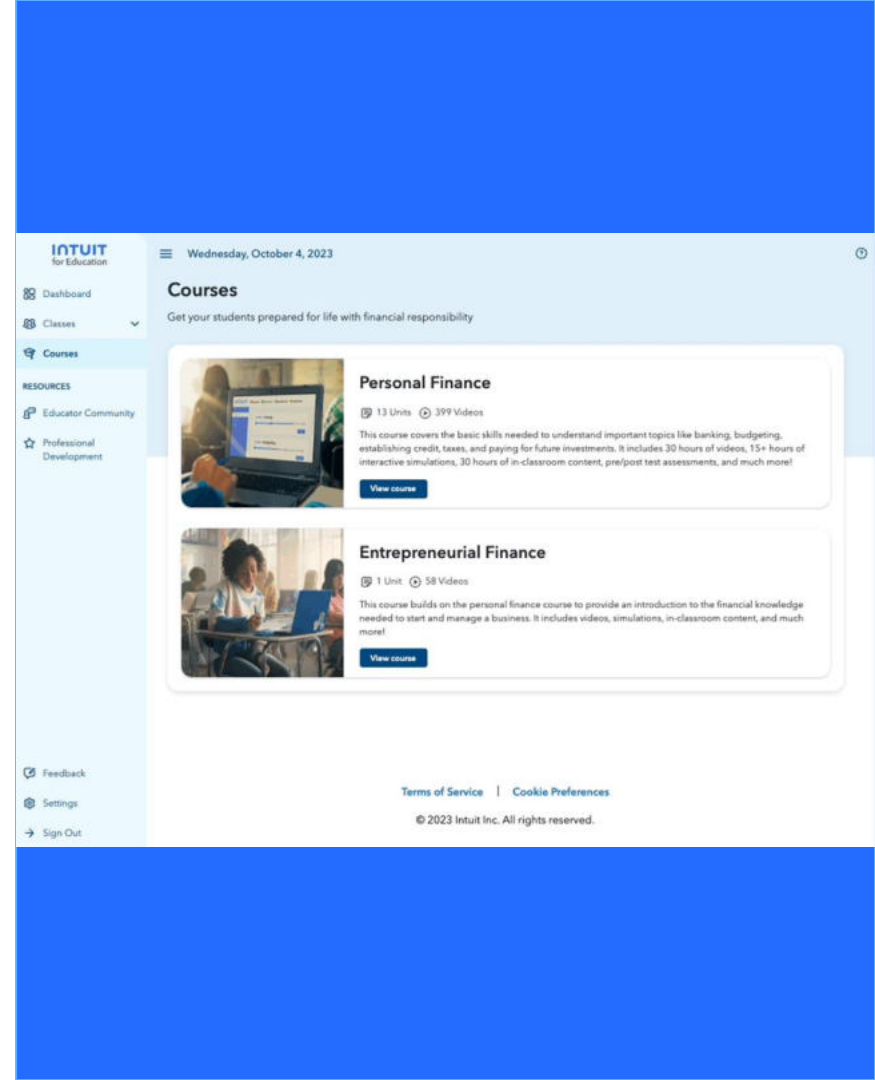 INTUIT
for Education
Dashboard
Classes
Courses
RESOURCES
Educator Community
Professional
Development
Feedback
Settings
Sign Out
Wednesday, October 4, 2023
Courses
Get your students prepared for life with financial responsibility
Personal Finance
13 Units 399 Videos
This course covers the basic skills needed to understand important topics like banking, budgeting,
establishing credit, taxes, and paying for future investments. It includes 30 hours of videos, 15+ hours of
interactive simulations, 30 hours of in-classroom content, pre/post test assessments, and much more!
View course
Entrepreneurial Finance
1 Unit 58 Videos
This course builds on the personal finance course to provide an introduction to the financial knowledge
needed to start and manage a business. It includes videos, simulations, in-classroom content, and much
more!
View course
Terms of Service | Cookie Preferences
© 2023 Intuit Inc. All rights reserved.